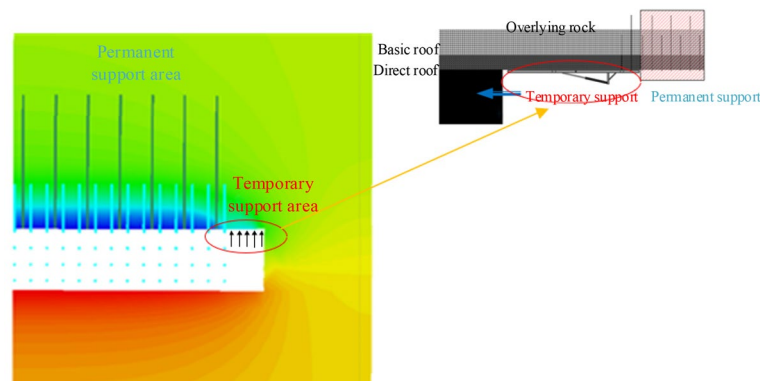 Permanent
support area
Temporary
support area
Overlying rock
Basic roof
Direct roof
Temporary support
Permanent support